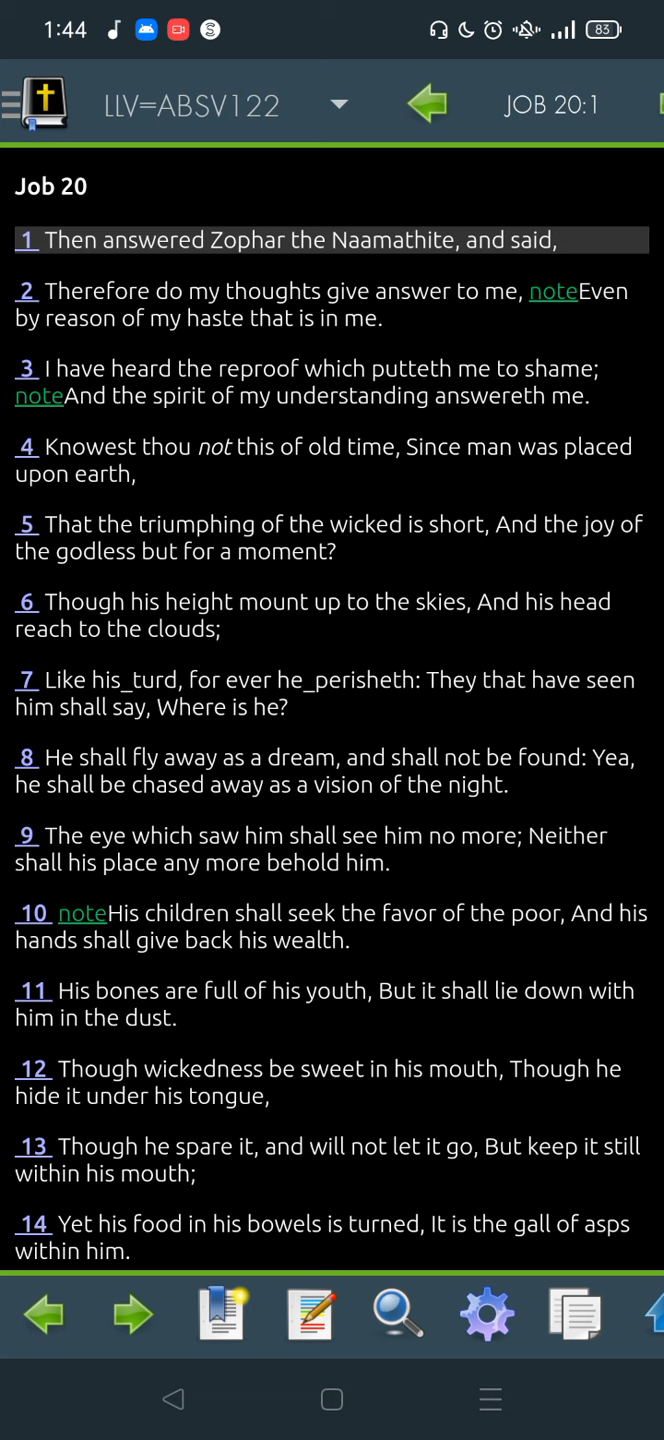 1:44
83
LLV=ABSV122
JOB 20:1
Job 20
1 Then answered Zophar the Naamathite, and said,
2 Therefore do my thoughts give answer to me, noteEven
by reason of my haste that is in me.
3 I have heard the reproof which putteth me to shame;
noteAnd the spirit of my understanding answereth me.
4 Knowest thou not this of old time, Since man was placed
upon earth,
5 That the triumphing of the wicked is short, And the joy of
the godless but for a moment?
6 Though his height mount up to the skies, And his head
reach to the clouds;
7 Like his_turd, for ever he_perisheth: They that have seen
him shall say, Where is he?
8 He shall fly away as a dream, and shall not be found: Yea,
he shall be chased away as a vision of the night.
9 The eye which saw him shall see him no more; Neither
shall his place any more behold him.
10 noteHis children shall seek the favor of the poor, And his
hands shall give back his wealth.
11 His bones are full of his youth, But it shall lie down with
him in the dust.
12 Though wickedness be sweet in his mouth, Though he
hide it under his tongue,
13 Though he spare it, and will not let it go, But keep it still
within his mouth;
14 Yet his food in his bowels is turned, It is the gall of asps
within him.